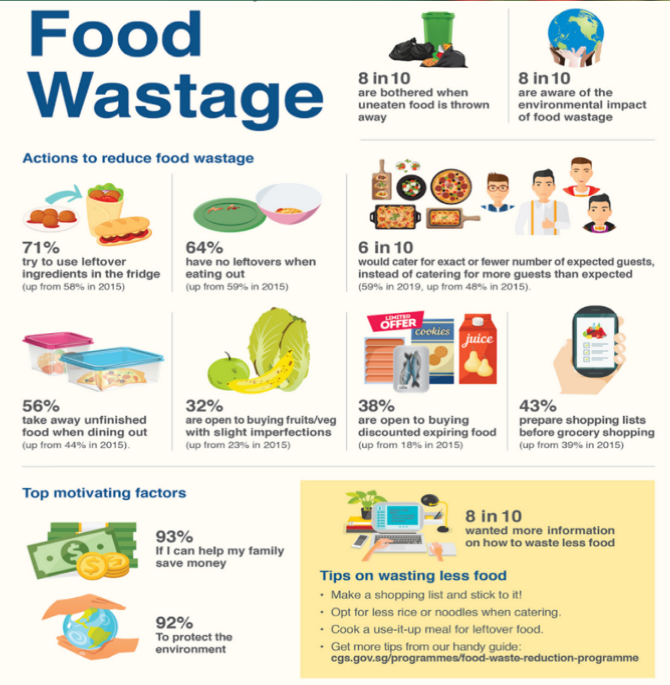 Food
Wastage
8 in 10
are bothered when
uneaten food is thrown
away
8 in 10
are aware of the
environmental impact
of food wastage
Actions to reduce food wastage
71%
try to use leftover
ingredients in the fridge
(up from 58% in 2015)
64%
have no leftovers when
eating out
(up from 59% in 2015)
6 in 10
would cater for exact or fewer number of expected guests,
instead of catering for more guests than expected
(59% in 2019, up from 48% in 2015).
56%
take away unfinished
food when dining out
(up from 44% in 2015).
32%
are open to buying fruits/veg
with slight imperfections
(up from 23% in 2015)
LIMITED
OFFER
cookies
juice
38%
are open to buying
discounted expiring food
(up from 18% in 2015)
43%
prepare shopping lists
before grocery shopping
(up from 39% in 2015)
Top motivating factors
93%
If I can help my family
save money
92%
To protect the
environment
8 in 10
wanted more information
on how to waste less food
Tips on wasting less food
• Make a shopping list and stick to it!
• Opt for less rice or noodles when catering.
• Cook a use-it-up meal for leftover food.
• Get more tips from our handy guide:
cgs.gov.sg/programmes/food-waste-reduction-programme